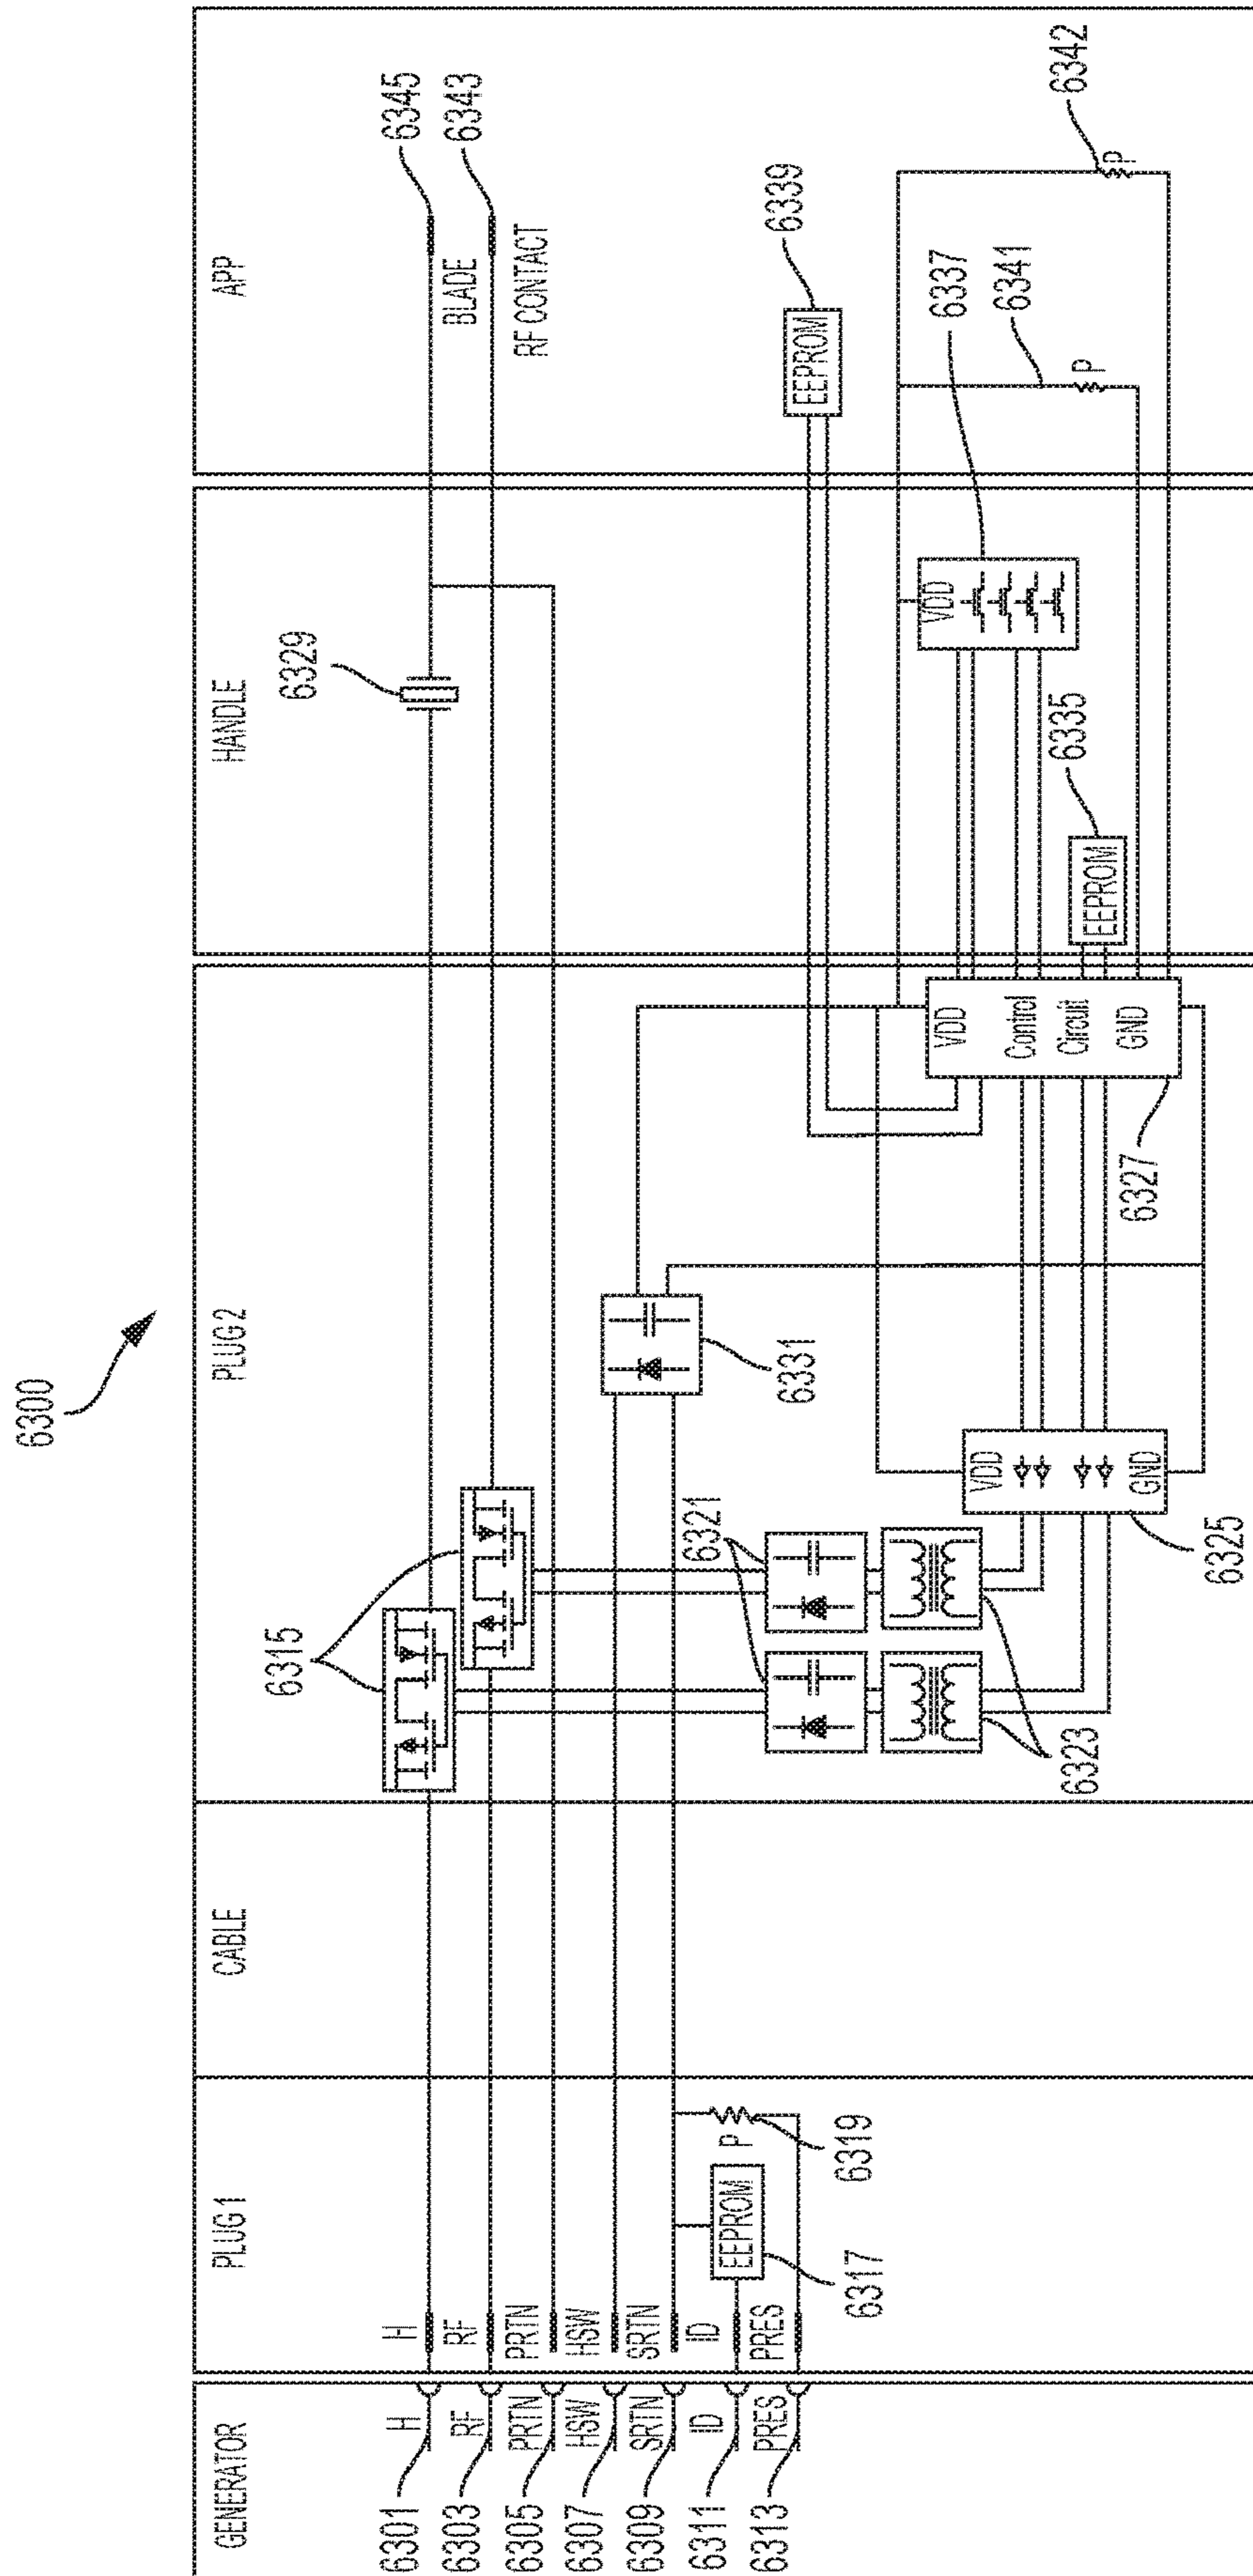 6300
GENERATOR
PLUG 1
CABLE
PLUG 2
HANDLE
APP
6301
H
H
6303
RF
RF
6305
PRTN
PRTN
6307
HSW
HSW
6309
SRTN
SRTN
6311
ID
ID
6313
PRES
PRES
EEPROM
6317
P
6319
6315
6321
6323
VDD
GND
6325
6331
VDD
Control
Circuit
GND
6327
6329
EEPROM
6335
VDD
6337
EEPROM
6339
P
6341
P
6342
BLADE
6345
RF CONTACT
6343